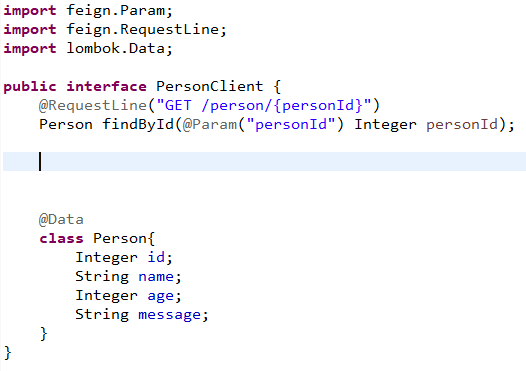 import feign.Param;
import feign.RequestLine;
import lombok.Data;
public interface PersonClient {
@RequestLine("GET /person/{personId}")
Person findById(@Param("personId") Integer personId);
@Data
class Person{
Integer id;
String name;
Integer age;
String message;
}
}